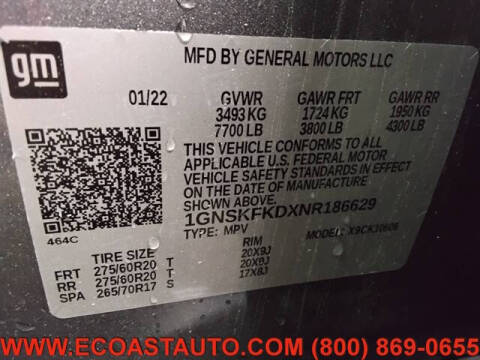 gm
MFD BY GENERAL MOTORS LLC
01/22 GVWR GAWR FRT GAWR RR
3493 KG 1724 KG 1950 KG
7700 LB 3800 LB 4300 LB
THIS VEHICLE CONFORMS TO ALL
APPLICABLE U.S. FEDERAL MOTOR
VEHICLE SAFETY STANDARDS IN EFFECT
ON THE DATE OF MANUFACTURE
SHOWN ABOVE.
1GNSKFKDXNR186629
464C
TYPE: MPV MODEL:
TIRE SIZE RIM
FRT 275/60R20 T 20X9J
RR 275/60R20 T 20X9J
SPA 265/70R17 S 17X8J
WWW.ECOASTAUTO.COM (800) 869-0655